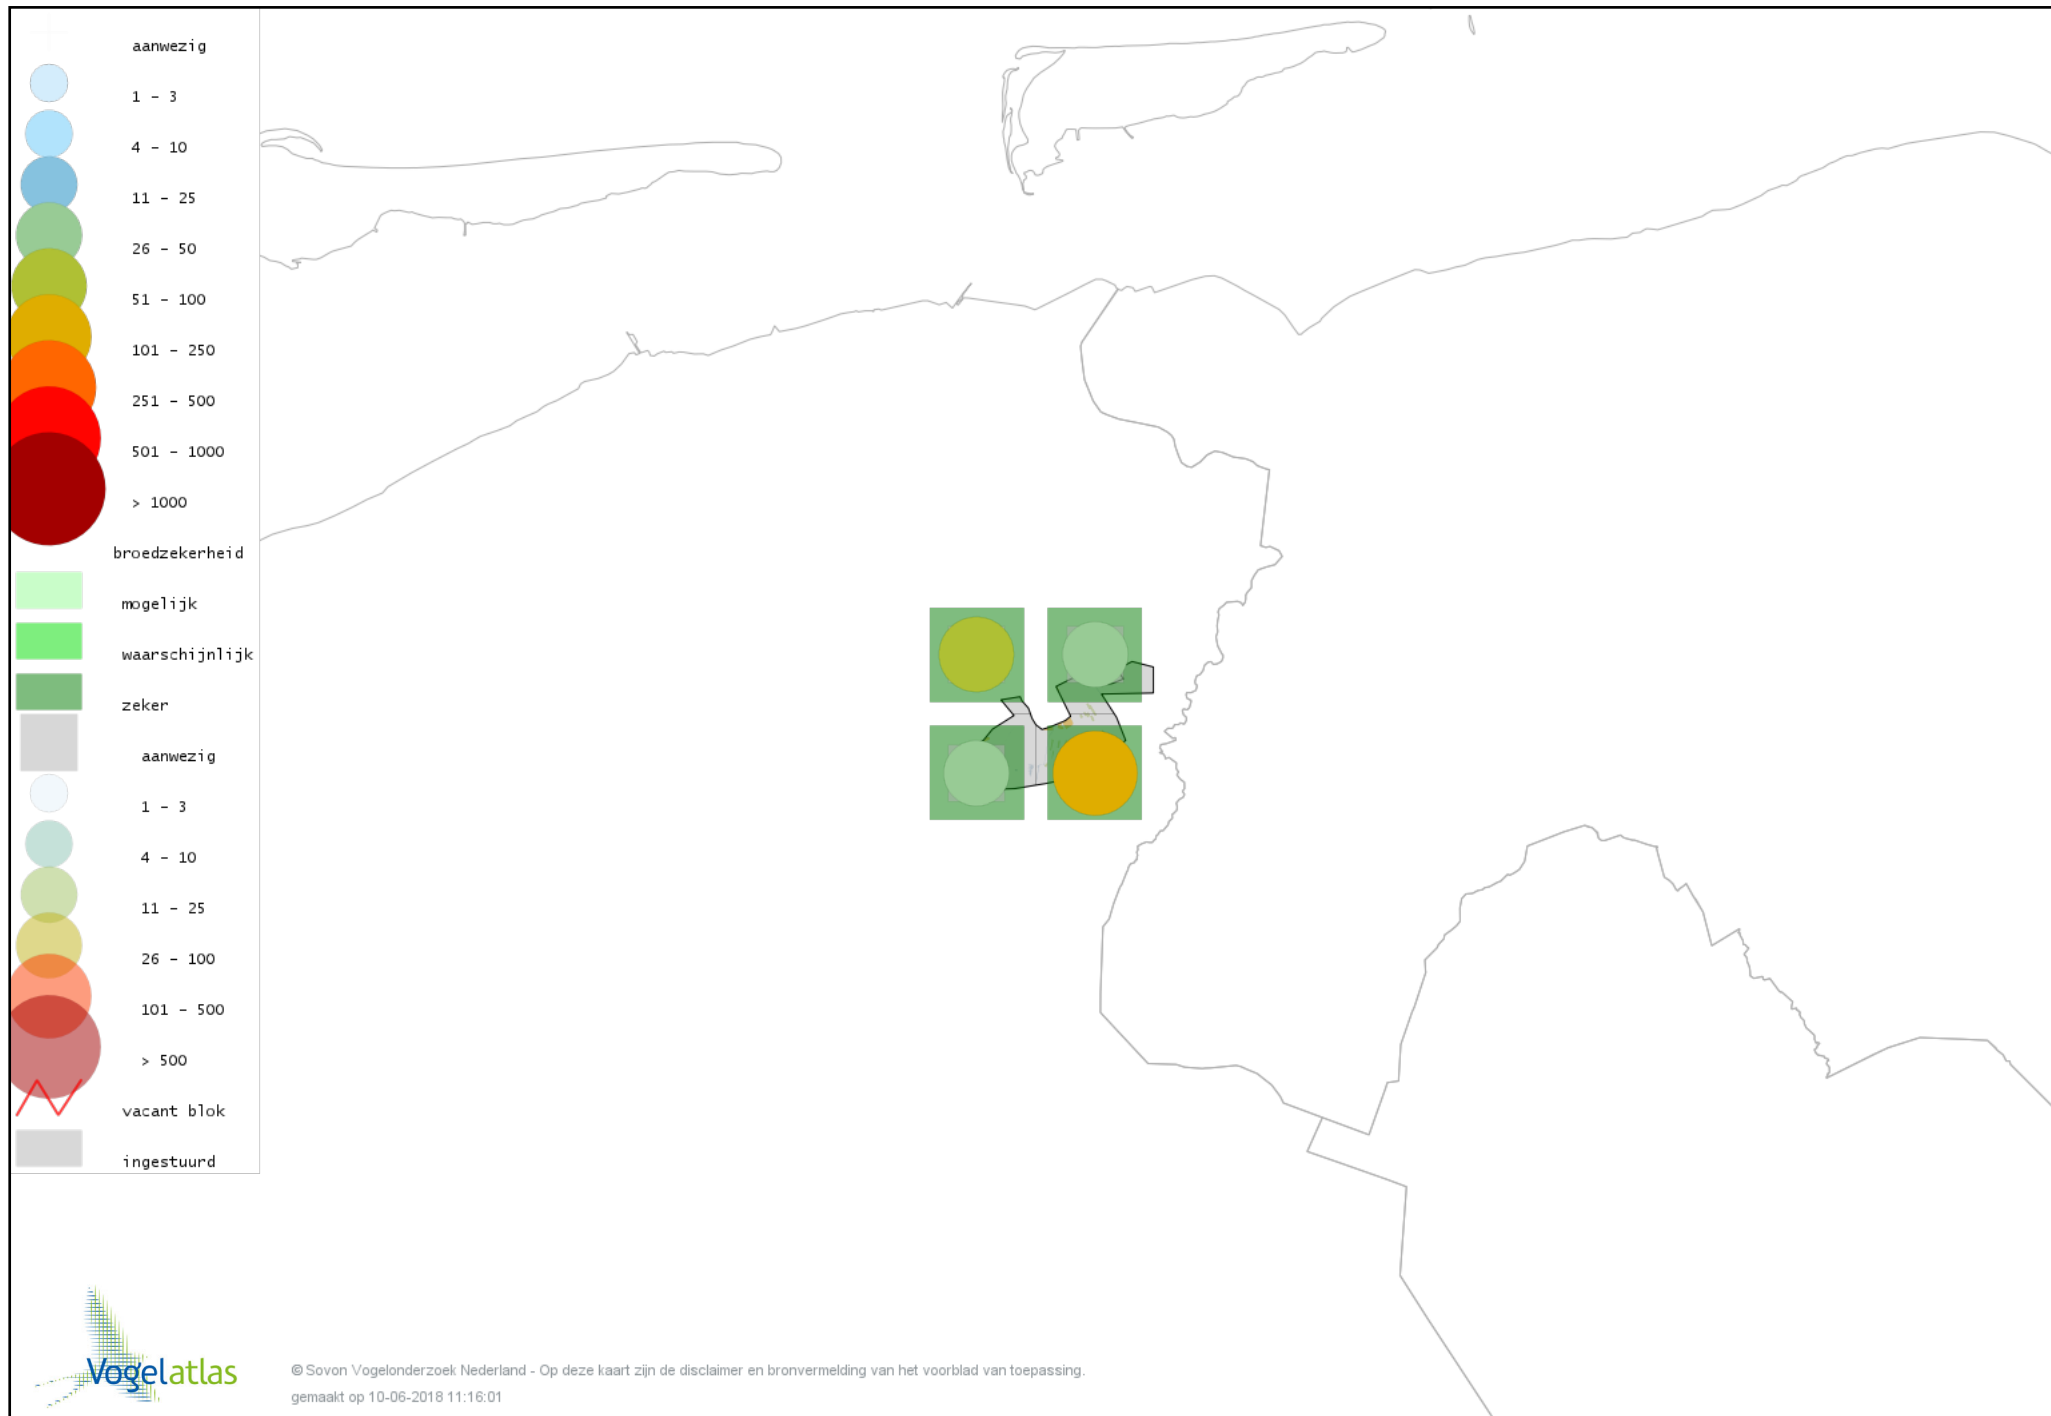 aanwezig
1 - 3
4 - 10
11 - 25
26 - 50
51 - 100
101 - 250
251 - 500
501 - 1000
> 1000
broedzekerheid
mogelijk
waarschijnlijk
zeker
aanwezig
1 - 3
4 - 10
11 - 25
26 - 100
101 - 500
> 500
vacant blok
ingestuurd
Vogelatlas
© Sovon Vogelonderzoek Nederland - Op deze kaart zijn de disclaimer en bronvermelding van het voorblad van toepassing.
gemaakt op 10-06-2018 11:16:01